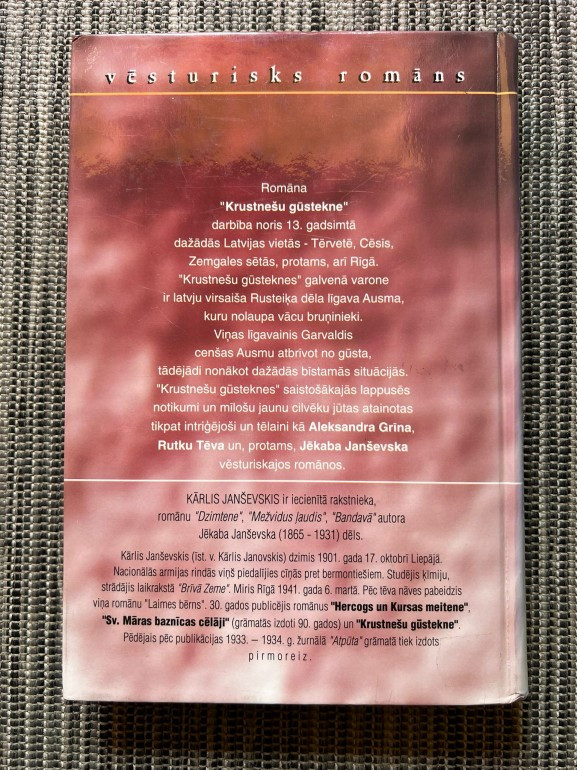 vēsturisks romāns
Romāna
"Krustnešu gūstekne"
darbība noris 13. gadsimtā
dažādās Latvijas vietās - Tērvetē, Cēsis,
Zemgales sētās, protams, arī Rīgā.
"Krustnešu gūsteknes" galvenā varone
ir latvju virsaiša Rusteiķa dēla līgava Ausma,
kuru nolaupa vācu bruņinieki.
Viņas līgavainis Garvaldis
cenšas Ausmu atbrīvot no gūsta,
tādējādi nonākot dažādās bīstamās situācijās.
"Krustnešu gūsteknes" saistošākajās lappusēs
notikumi un mīlošu jaunu cilvēku jūtas atainotas
tikpat intriģējoši un tēlaini kā Aleksandra Grīna,
Rutku Tēva un, protams, Jēkaba Janševska
vēsturiskajos romānos.
KĀRLIS JANŠEVSKIS ir iecienītā rakstnieka,
romānu "Dzimtene", "Mežvidus ļaudis", "Bandavā" autora
Jēkaba Janševska (1865 - 1931) dēls.
Kārlis Janševskis (īst. v. Kārlis Janovskis) dzimis 1901. gada 17. oktobrī Liepājā.
Nacionālās armijas rindās viņš piedalījies cīņās pret bermontiešiem. Studējis ķīmiju,
strādājis laikrakstā "Brīvā Zeme". Miris Rīgā 1941. gada 6. martā. Pēc tēva nāves pabeidzis
viņa romānu "Laimes bērns". 30. gados publicējis romānus "Hercogs un Kursas meitene",
"Sv. Māras baznīcas cēlāji" (grāmatās izdoti 90. gados) un "Krustnešu gūstekne".
Pēdējais pēc publikācijas 1933. – 1934. g. žurnālā "Atpūta" grāmatā tiek izdots
pirmoreiz.